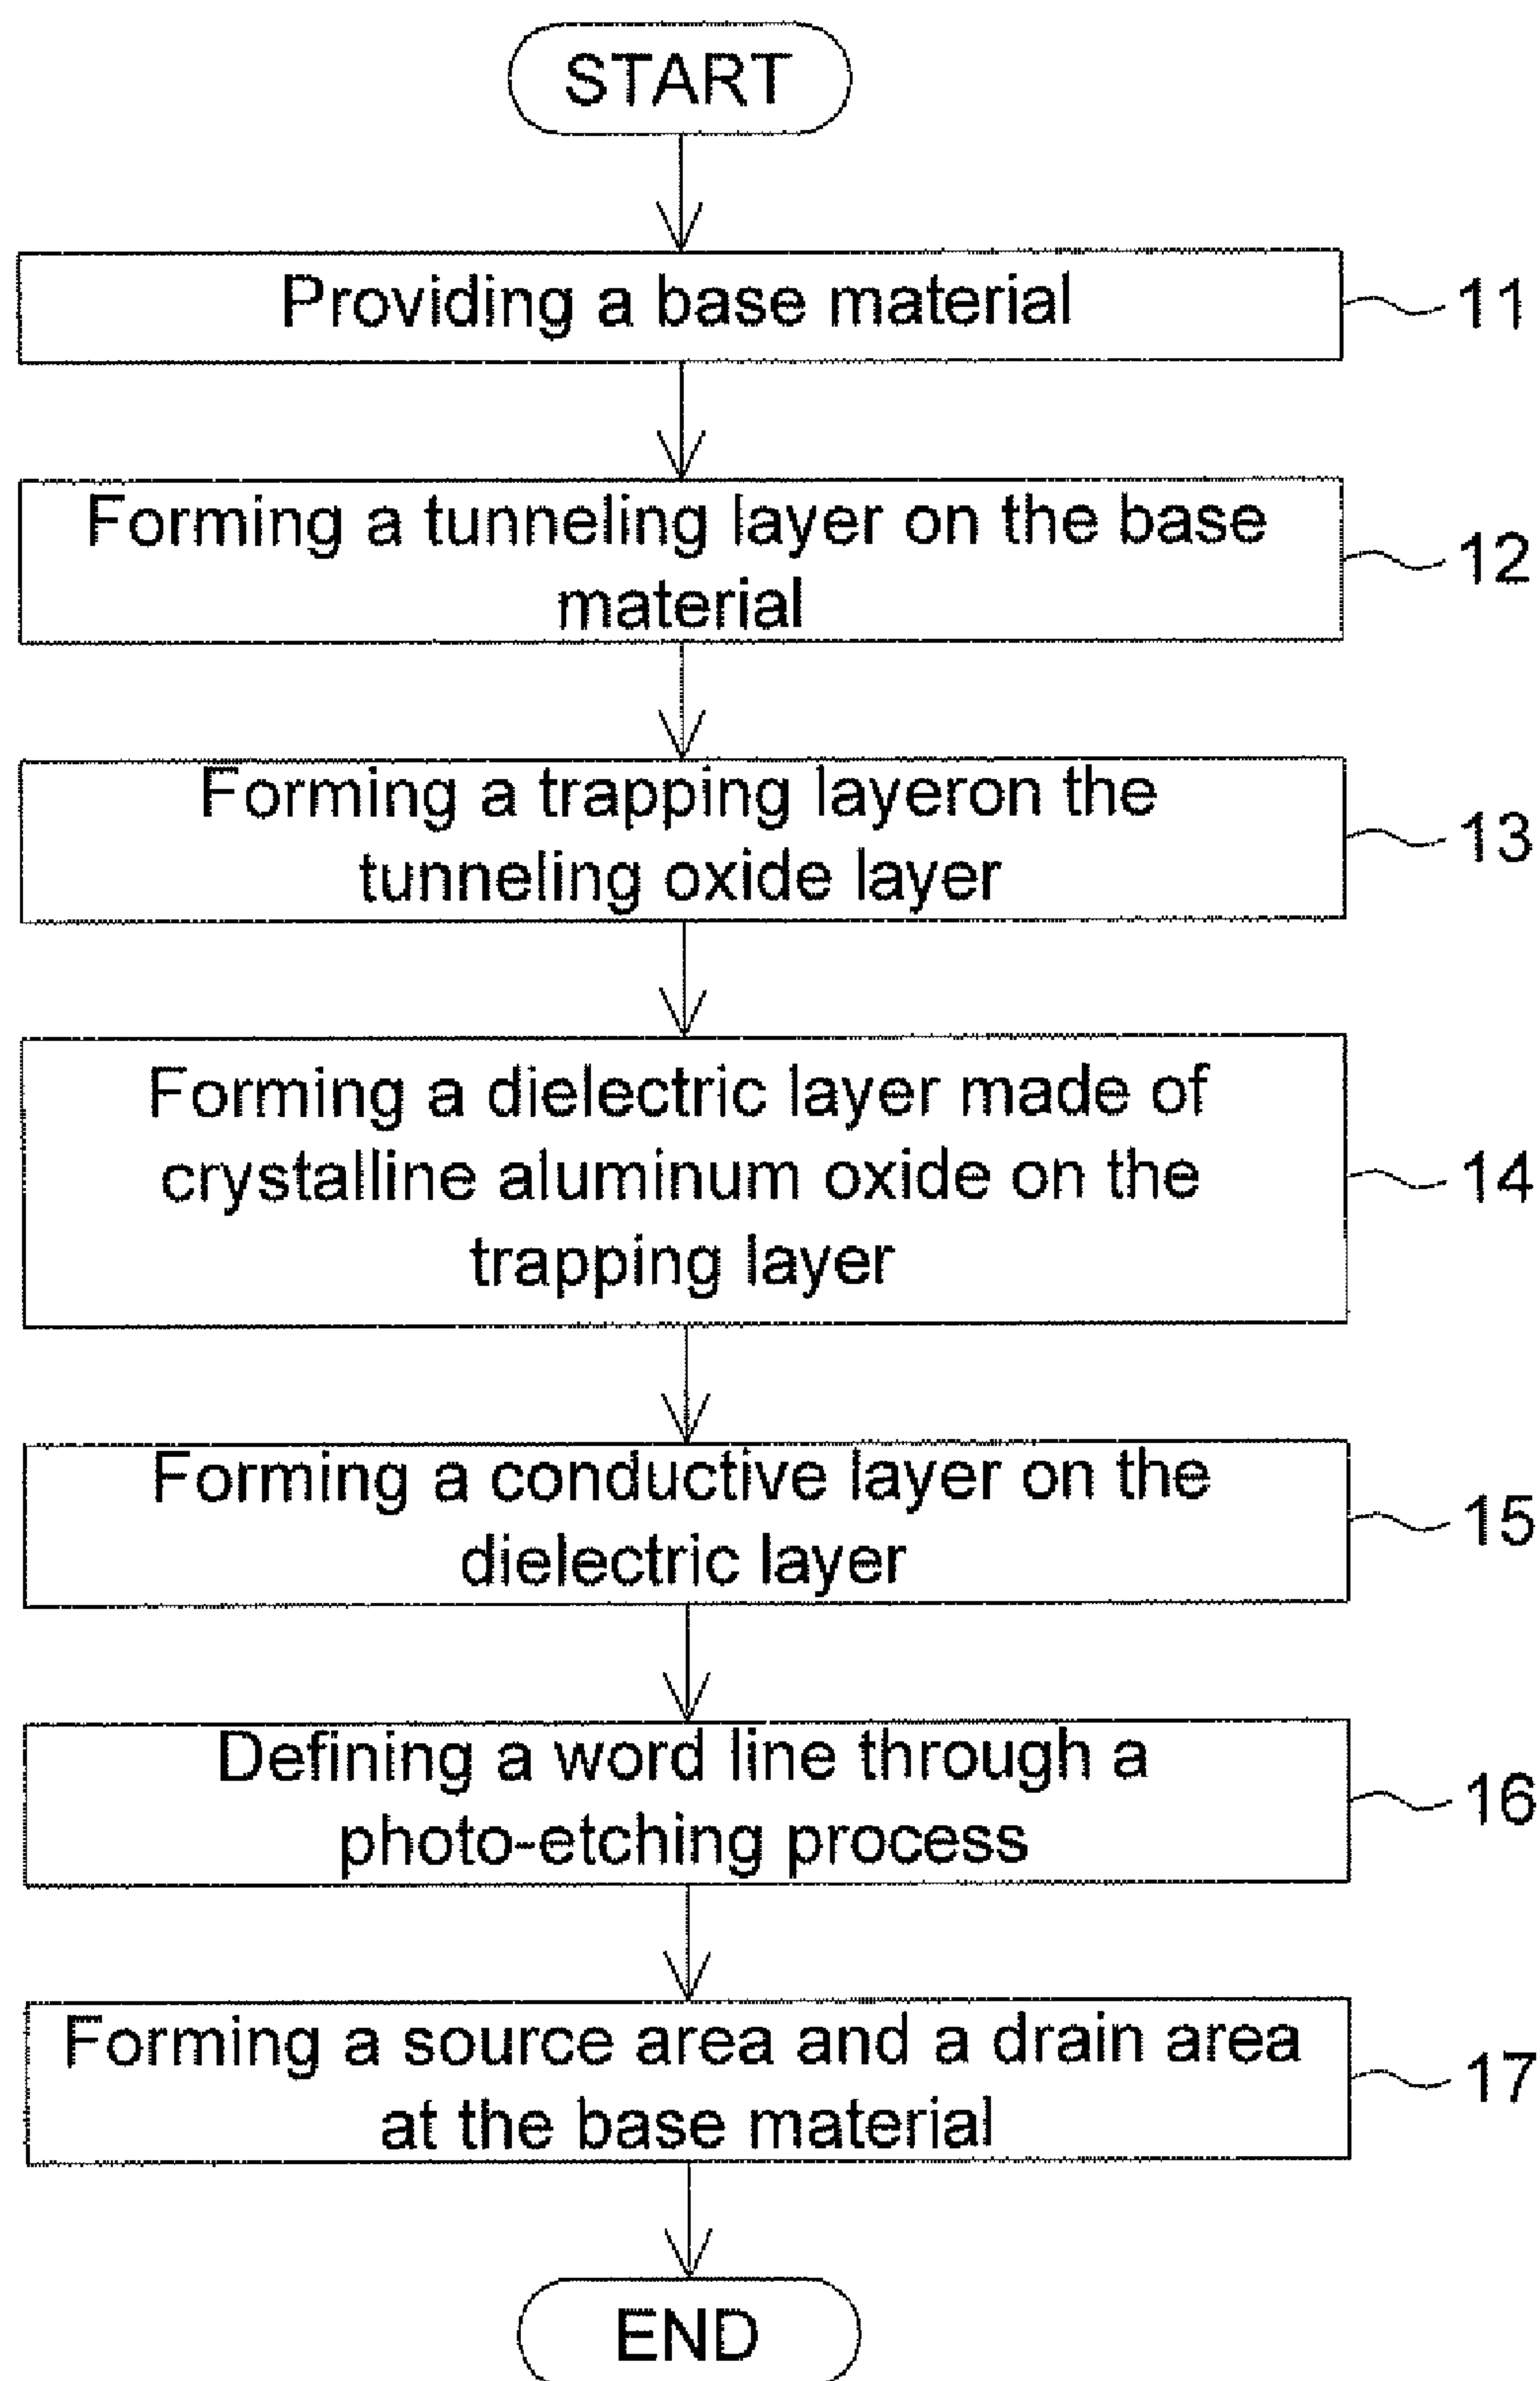 START
Providing a base material
11
Forming a tunneling layer on the base
material
12
Forming a trapping layeron the
tunneling oxide layer
13
Forming a dielectric layer made of
crystalline aluminum oxide on the
trapping layer
14
Forming a conductive layer on the
dielectric layer
15
Defining a word line through a
photo-etching process
16
Forming a source area and a drain area
at the base material
17
END